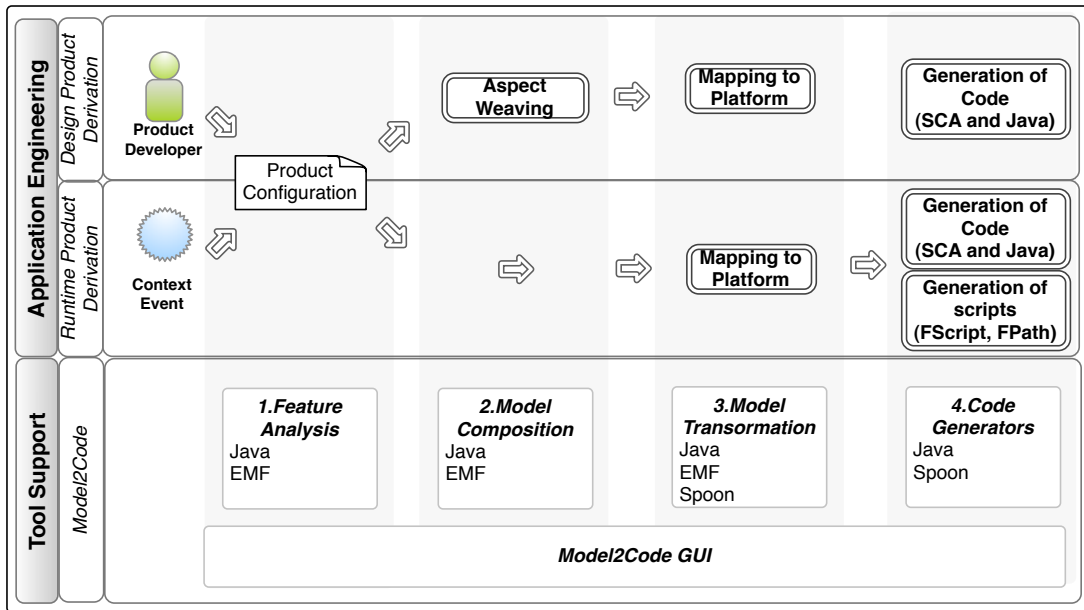 Application Engineering
Design Product
Derivation
Product
Developer
Aspect
Weaving
Mapping to
Platform
Generation of
Code
(SCA and Java)
Product
Configuration
Runtime Product
Derivation
Context
Event
Mapping to
Platform
Generation of
Code
(SCA and Java)
Generation of
scripts
(FScript, FPath)
Tool Support
Model2Code
1.Feature
Analysis
Java
EMF
2.Model
Composition
Java
EMF
3.Model
Transormation
Java
EMF
Spoon
4.Code
Generators
Java
Spoon
Model2Code GUI